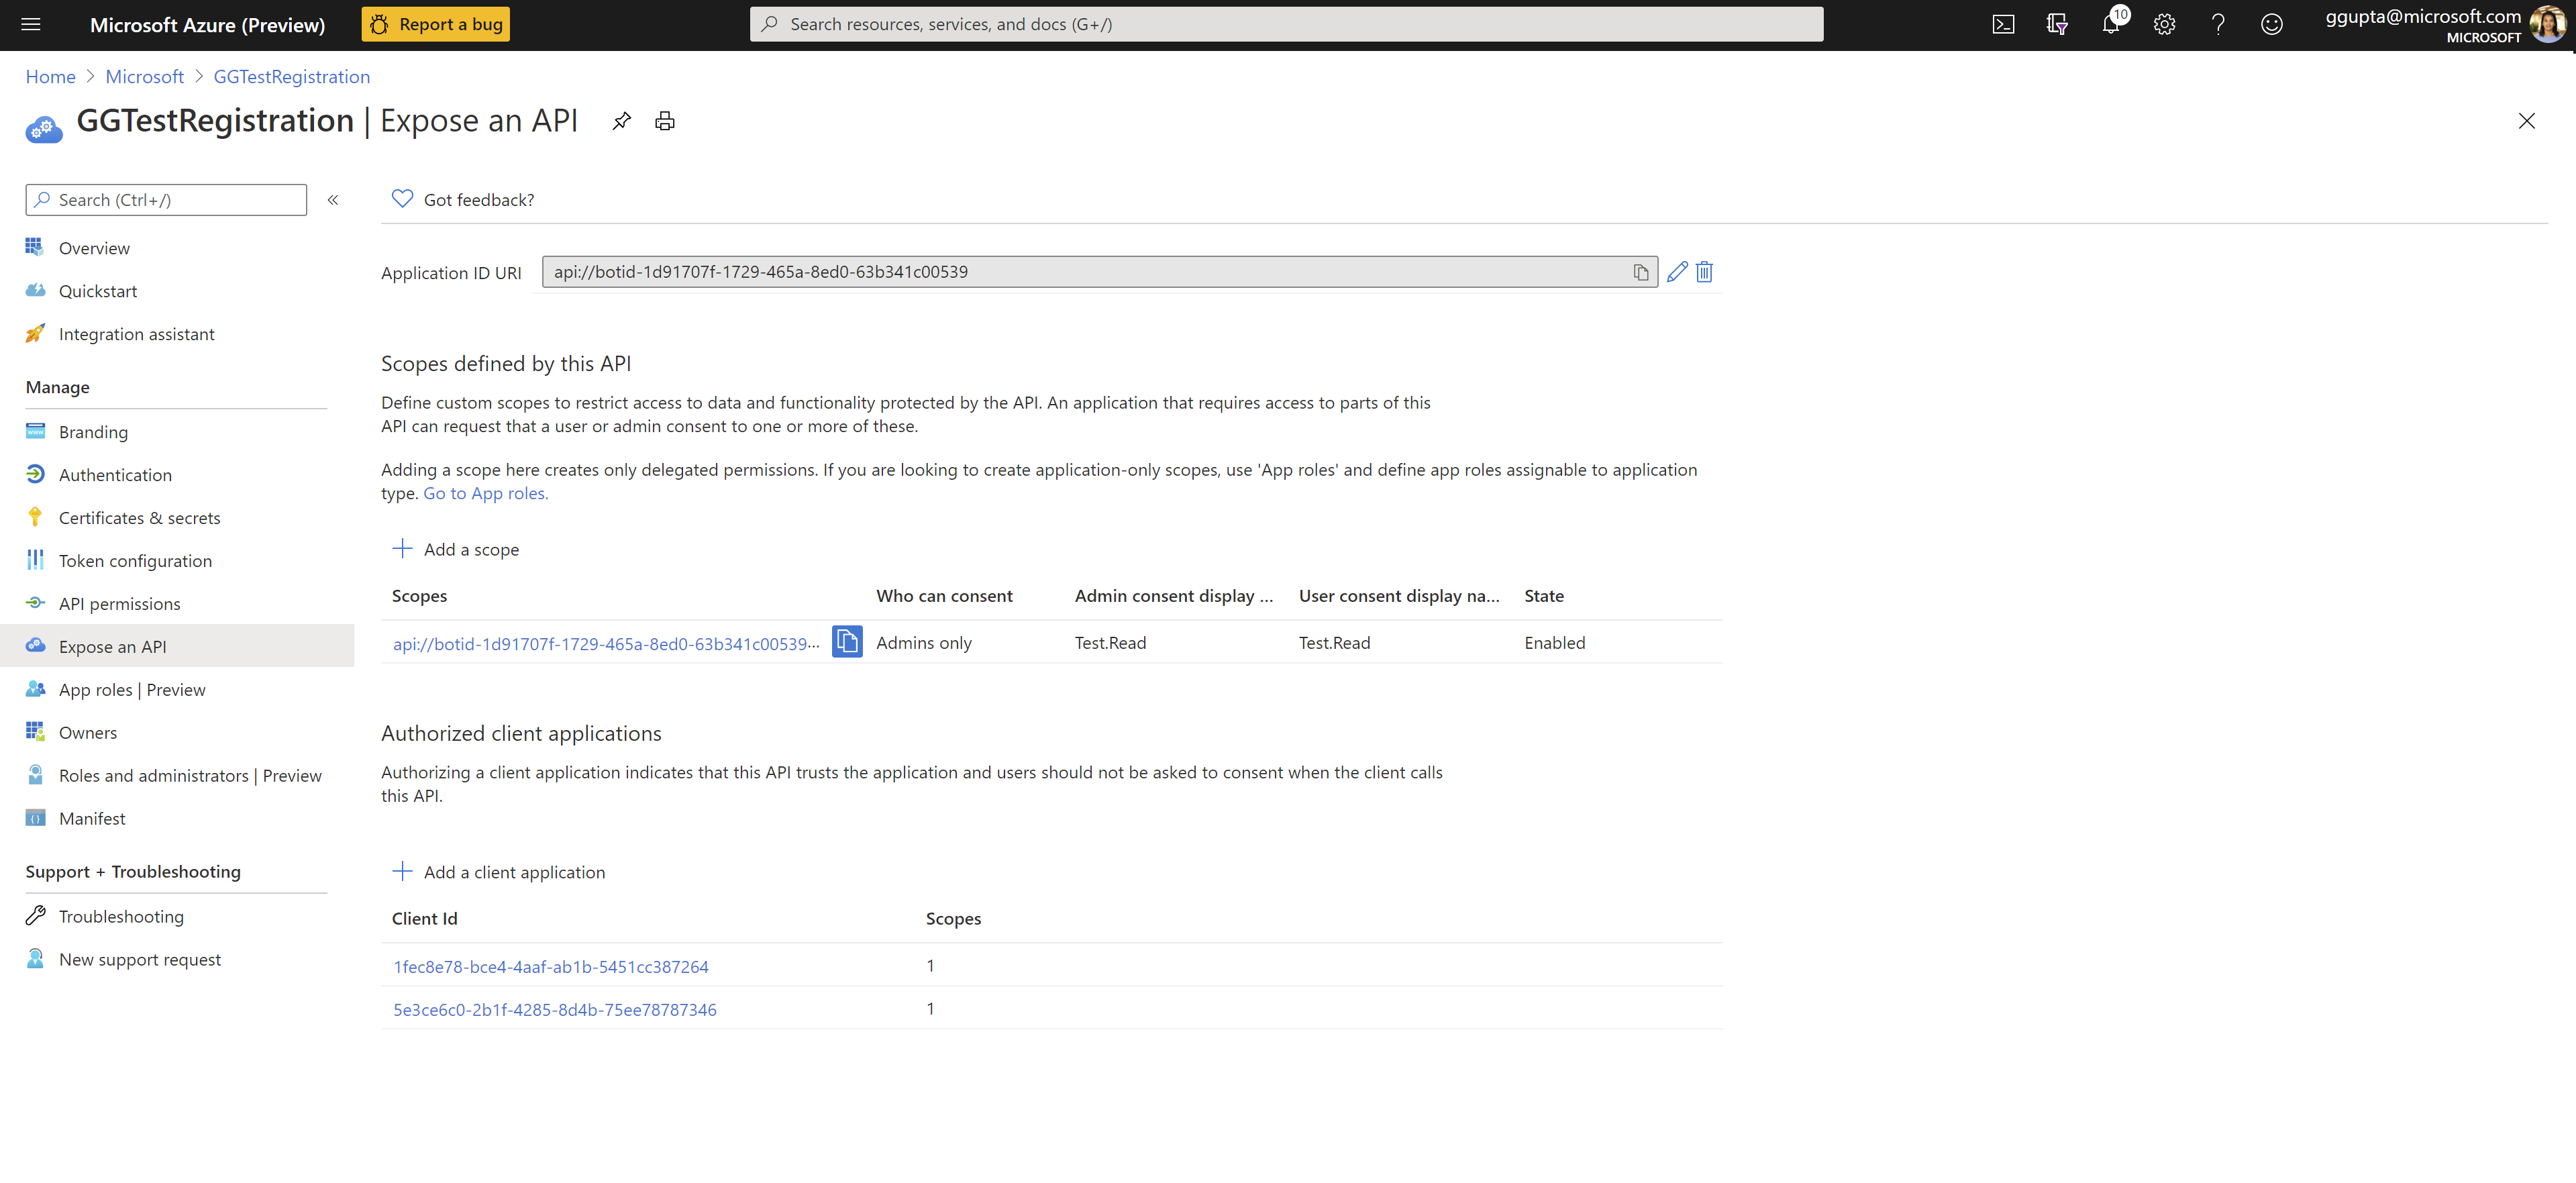 Microsoft Azure (Preview)
Report a bug
Search resources, services, and docs (G+/)
10
ggupta@microsoft.com
MICROSOFT
Home > Microsoft > GGTestRegistration
GGTestRegistration | Expose an API
Search (Ctrl+/)
«
Overview
Quickstart
Integration assistant
Manage
Branding
Authentication
Certificates & secrets
Token configuration
API permissions
Expose an API
App roles | Preview
Owners
Roles and administrators | Preview
Manifest
Support + Troubleshooting
Troubleshooting
New support request
Got feedback?
Application ID URI
api://botid-1d91707f-1729-465a-8ed0-63b341c00539
Scopes defined by this API
Define custom scopes to restrict access to data and functionality protected by the API. An application that requires access to parts of this
API can request that a user or admin consent to one or more of these.
Adding a scope here creates only delegated permissions. If you are looking to create application-only scopes, use 'App roles' and define app roles assignable to application
type. Go to App roles.
Add a scope
Scopes Who can consent Admin consent display ... User consent display na... State
api://botid-1d91707f-1729-465a-8ed0-63b341c00539... Admins only Test.Read Test.Read Enabled
Authorized client applications
Authorizing a client application indicates that this API trusts the application and users should not be asked to consent when the client calls
this API.
Add a client application
Client Id Scopes
1fec8e78-bce4-4aaf-ab1b-5451cc387264 1
5e3ce6c0-2b1f-4285-8d4b-75ee78787346 1